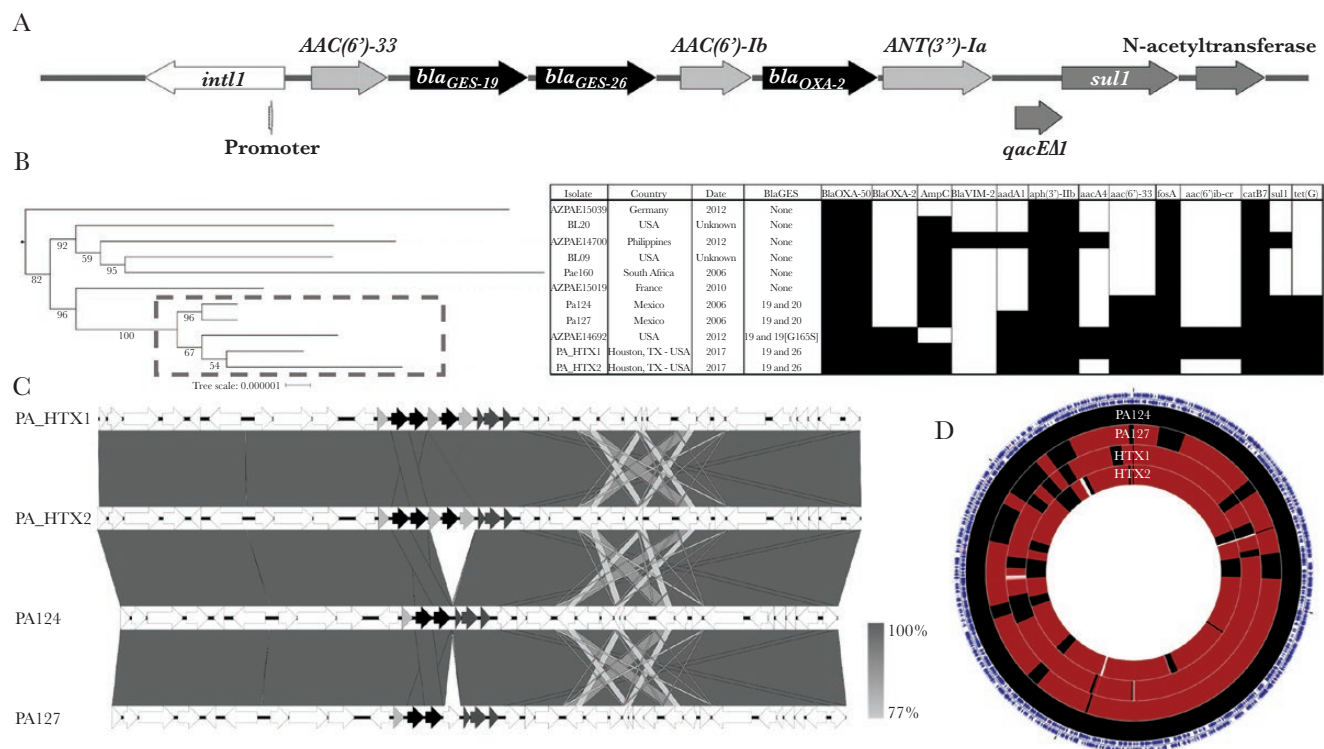 A
AAC(6’)-33
AAC(6’)-Ib
ANT(3”)-Ia
N-acetyltransferase
intl1
blaGES-19
blaGES-26
blaOXA-2
sul1
Promoter
qacEΔ1
B
Isolate Country Date BlaGES BlaOXA-50 BlaOXA-2 AmpC BlaVIM-2 aadA1 aph(3’)-IIb aacA4 aac(6’)-33 fosA aac(6’)ib-cr catB7 sul1 tet(G)
AZPAE15039 Germany 2012 None
BL20 USA Unknown None
AZPAE14700 Philippines 2012 None
BL09 USA Unknown None
Pae160 South Africa 2006 None
AZPAE15019 France 2010 None
Pa124 Mexico 2006 19 and 20
Pa127 Mexico 2006 19 and 20
AZPAE14692 USA 2012 19 and 19[G165S]
PA_HTX1 Houston, TX - USA 2017 19 and 26
PA_HTX2 Houston, TX - USA 2017 19 and 26
92
59
95
82
96
100
96
67
54
Tree scale: 0.000001
C
PA_HTX1
PA_HTX2
PA124
PA127
100%
77%
D
PA124
PA127
HTX1
HTX2